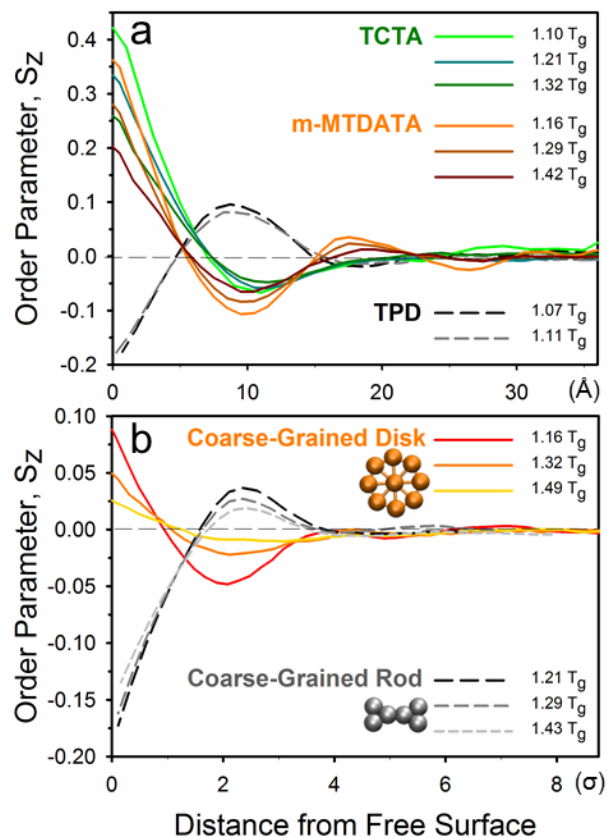 a
TCTA
1.10 Tg
1.21 Tg
1.32 Tg
m-MTDATA
1.16 Tg
1.29 Tg
1.42 Tg
TPD
1.07 Tg
1.11 Tg
Order Parameter, Sz
0.4
0.3
0.2
0.1
0.0
-0.1
-0.2
0
10
20
30
(Å)
b
Coarse-Grained Disk
1.16 Tg
1.32 Tg
1.49 Tg
Coarse-Grained Rod
1.21 Tg
1.29 Tg
1.43 Tg
Order Parameter, Sz
0.10
0.05
0.00
-0.05
-0.10
-0.15
-0.20
0
2
4
6
8
(σ)
Distance from Free Surface